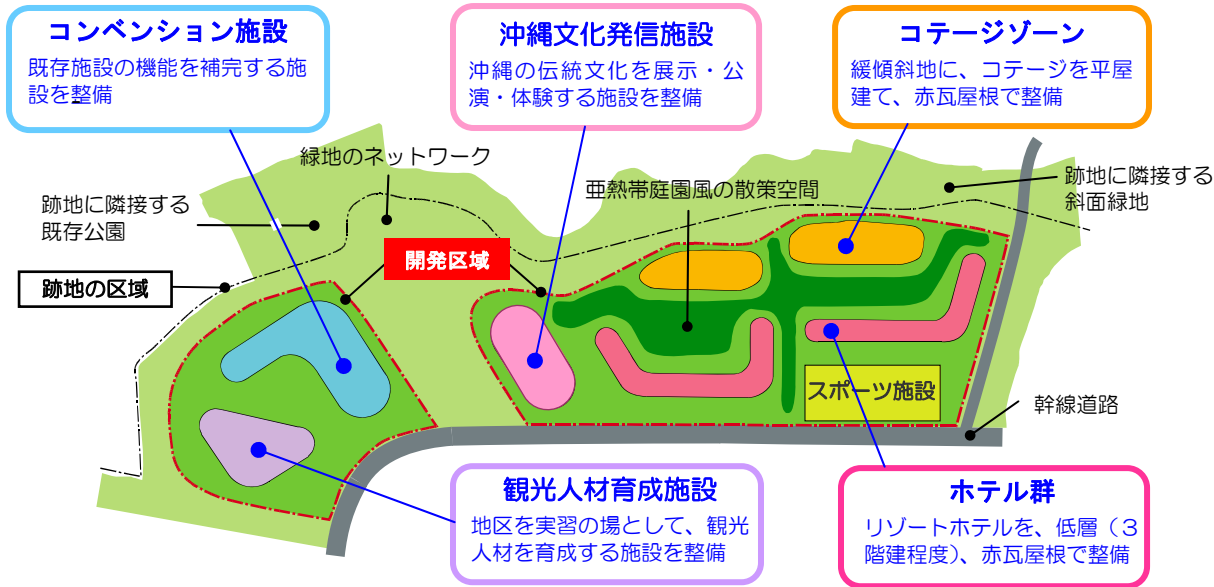 コンベンション施設
既存施設の機能を補完する施
設を整備
沖縄文化発信施設
沖縄の伝統文化を展示・公
演・体験する施設を整備
コテージゾーン
緩傾斜地に、コテージを平屋
建て、赤瓦屋根で整備
緑地のネットワーク
亜熱帯庭園風の散策空間
跡地に隣接する
斜面緑地
跡地に隣接する
既存公園
開発区域
跡地の区域
スポーツ施設
幹線道路
観光人材育成施設
地区を実習の場として、観光
人材を育成する施設を整備
ホテル群
リゾートホテルを、低層（３
階建程度）、赤瓦屋根で整備